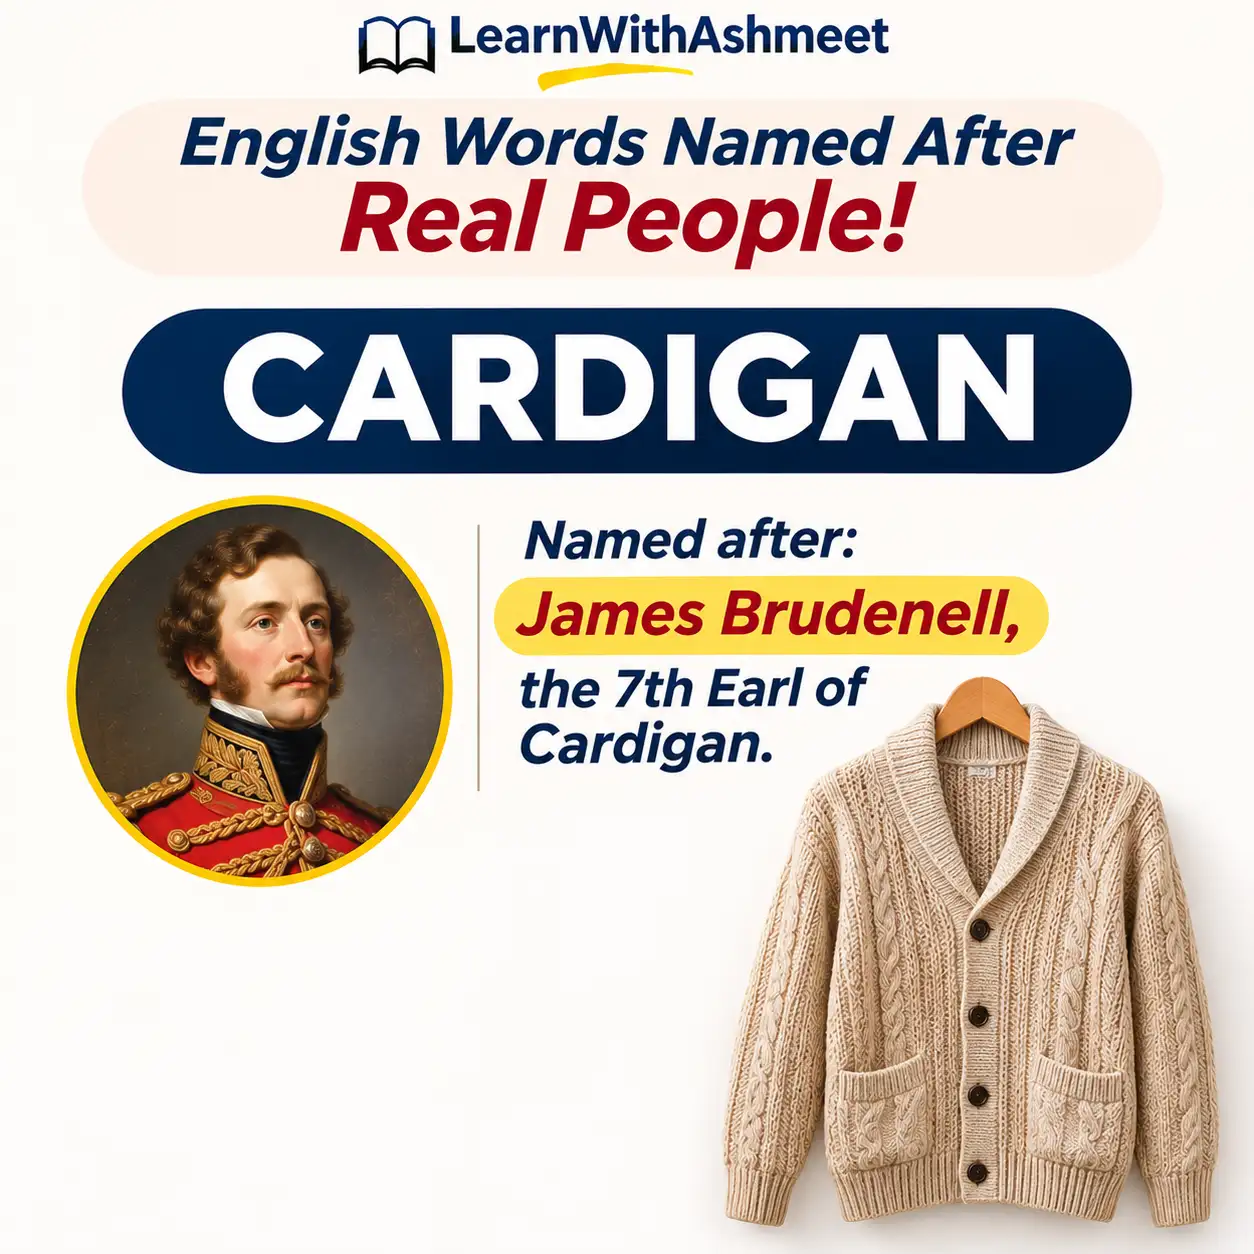 LearnWithAshmeet
English Words Named After
Real People!
CARDIGAN
Named after:
James Brudenell,
the 7th Earl of
Cardigan.